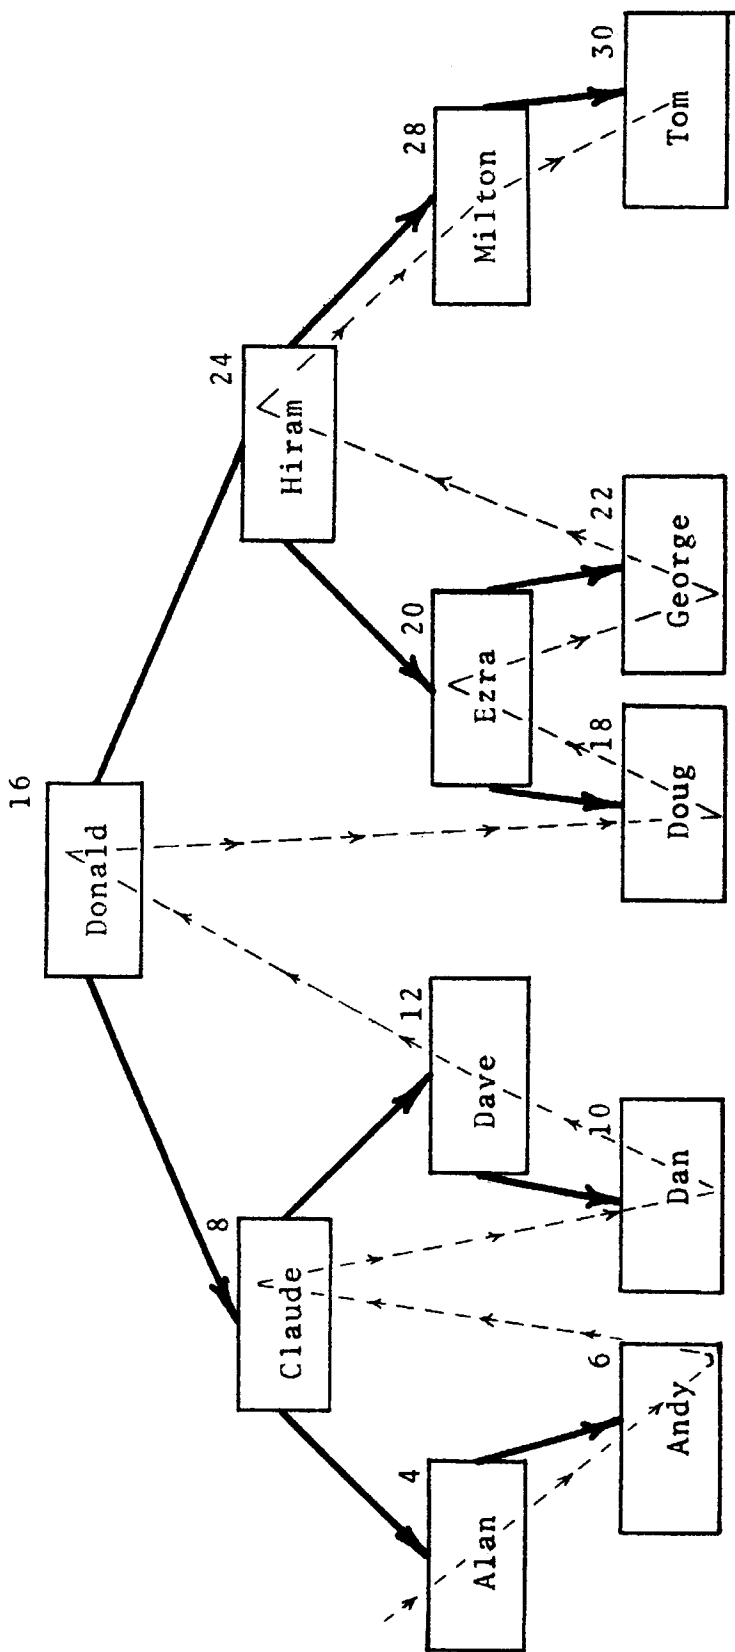 16
Donald
8
Claude
24
Hiram
4
Alan
12
Dave
20
Ezra
28
Milton
6
Andy
10
Dan
18
Doug
22
George
30
Tom